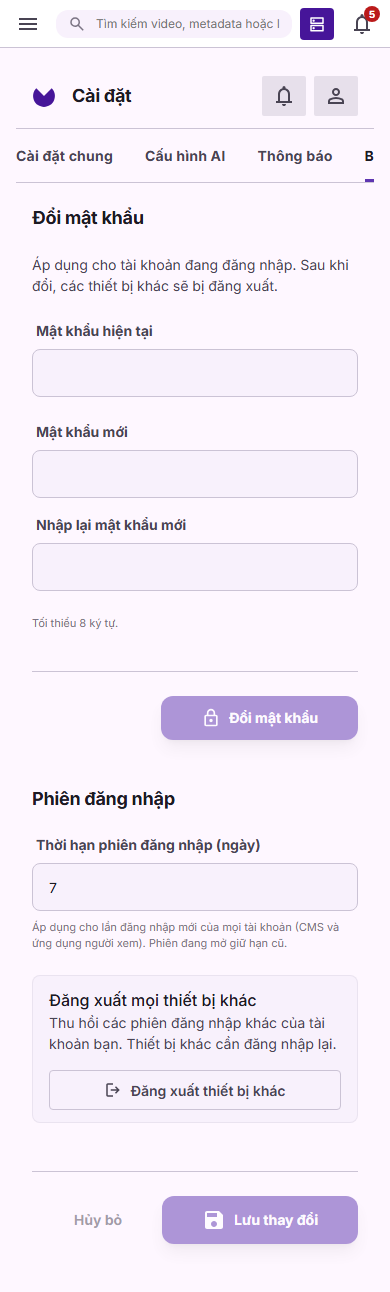 Tìm kiếm video, metadata hoặc l
5
Cài đặt
Cài đặt chung
Cấu hình AI
Thông báo
B
Đổi mật khẩu
Áp dụng cho tài khoản đang đăng nhập. Sau khi
đổi, các thiết bị khác sẽ bị đăng xuất.
Mật khẩu hiện tại
Mật khẩu mới
Nhập lại mật khẩu mới
Tối thiểu 8 ký tự.
Đổi mật khẩu
Phiên đăng nhập
Thời hạn phiên đăng nhập (ngày)
7
Áp dụng cho lần đăng nhập mới của mọi tài khoản (CMS và
ứng dụng người xem). Phiên đang mở giữ hạn cũ.
Đăng xuất mọi thiết bị khác
Thu hồi các phiên đăng nhập khác của tài
khoản bạn. Thiết bị khác cần đăng nhập lại.
Đăng xuất thiết bị khác
Hủy bỏ
Lưu thay đổi